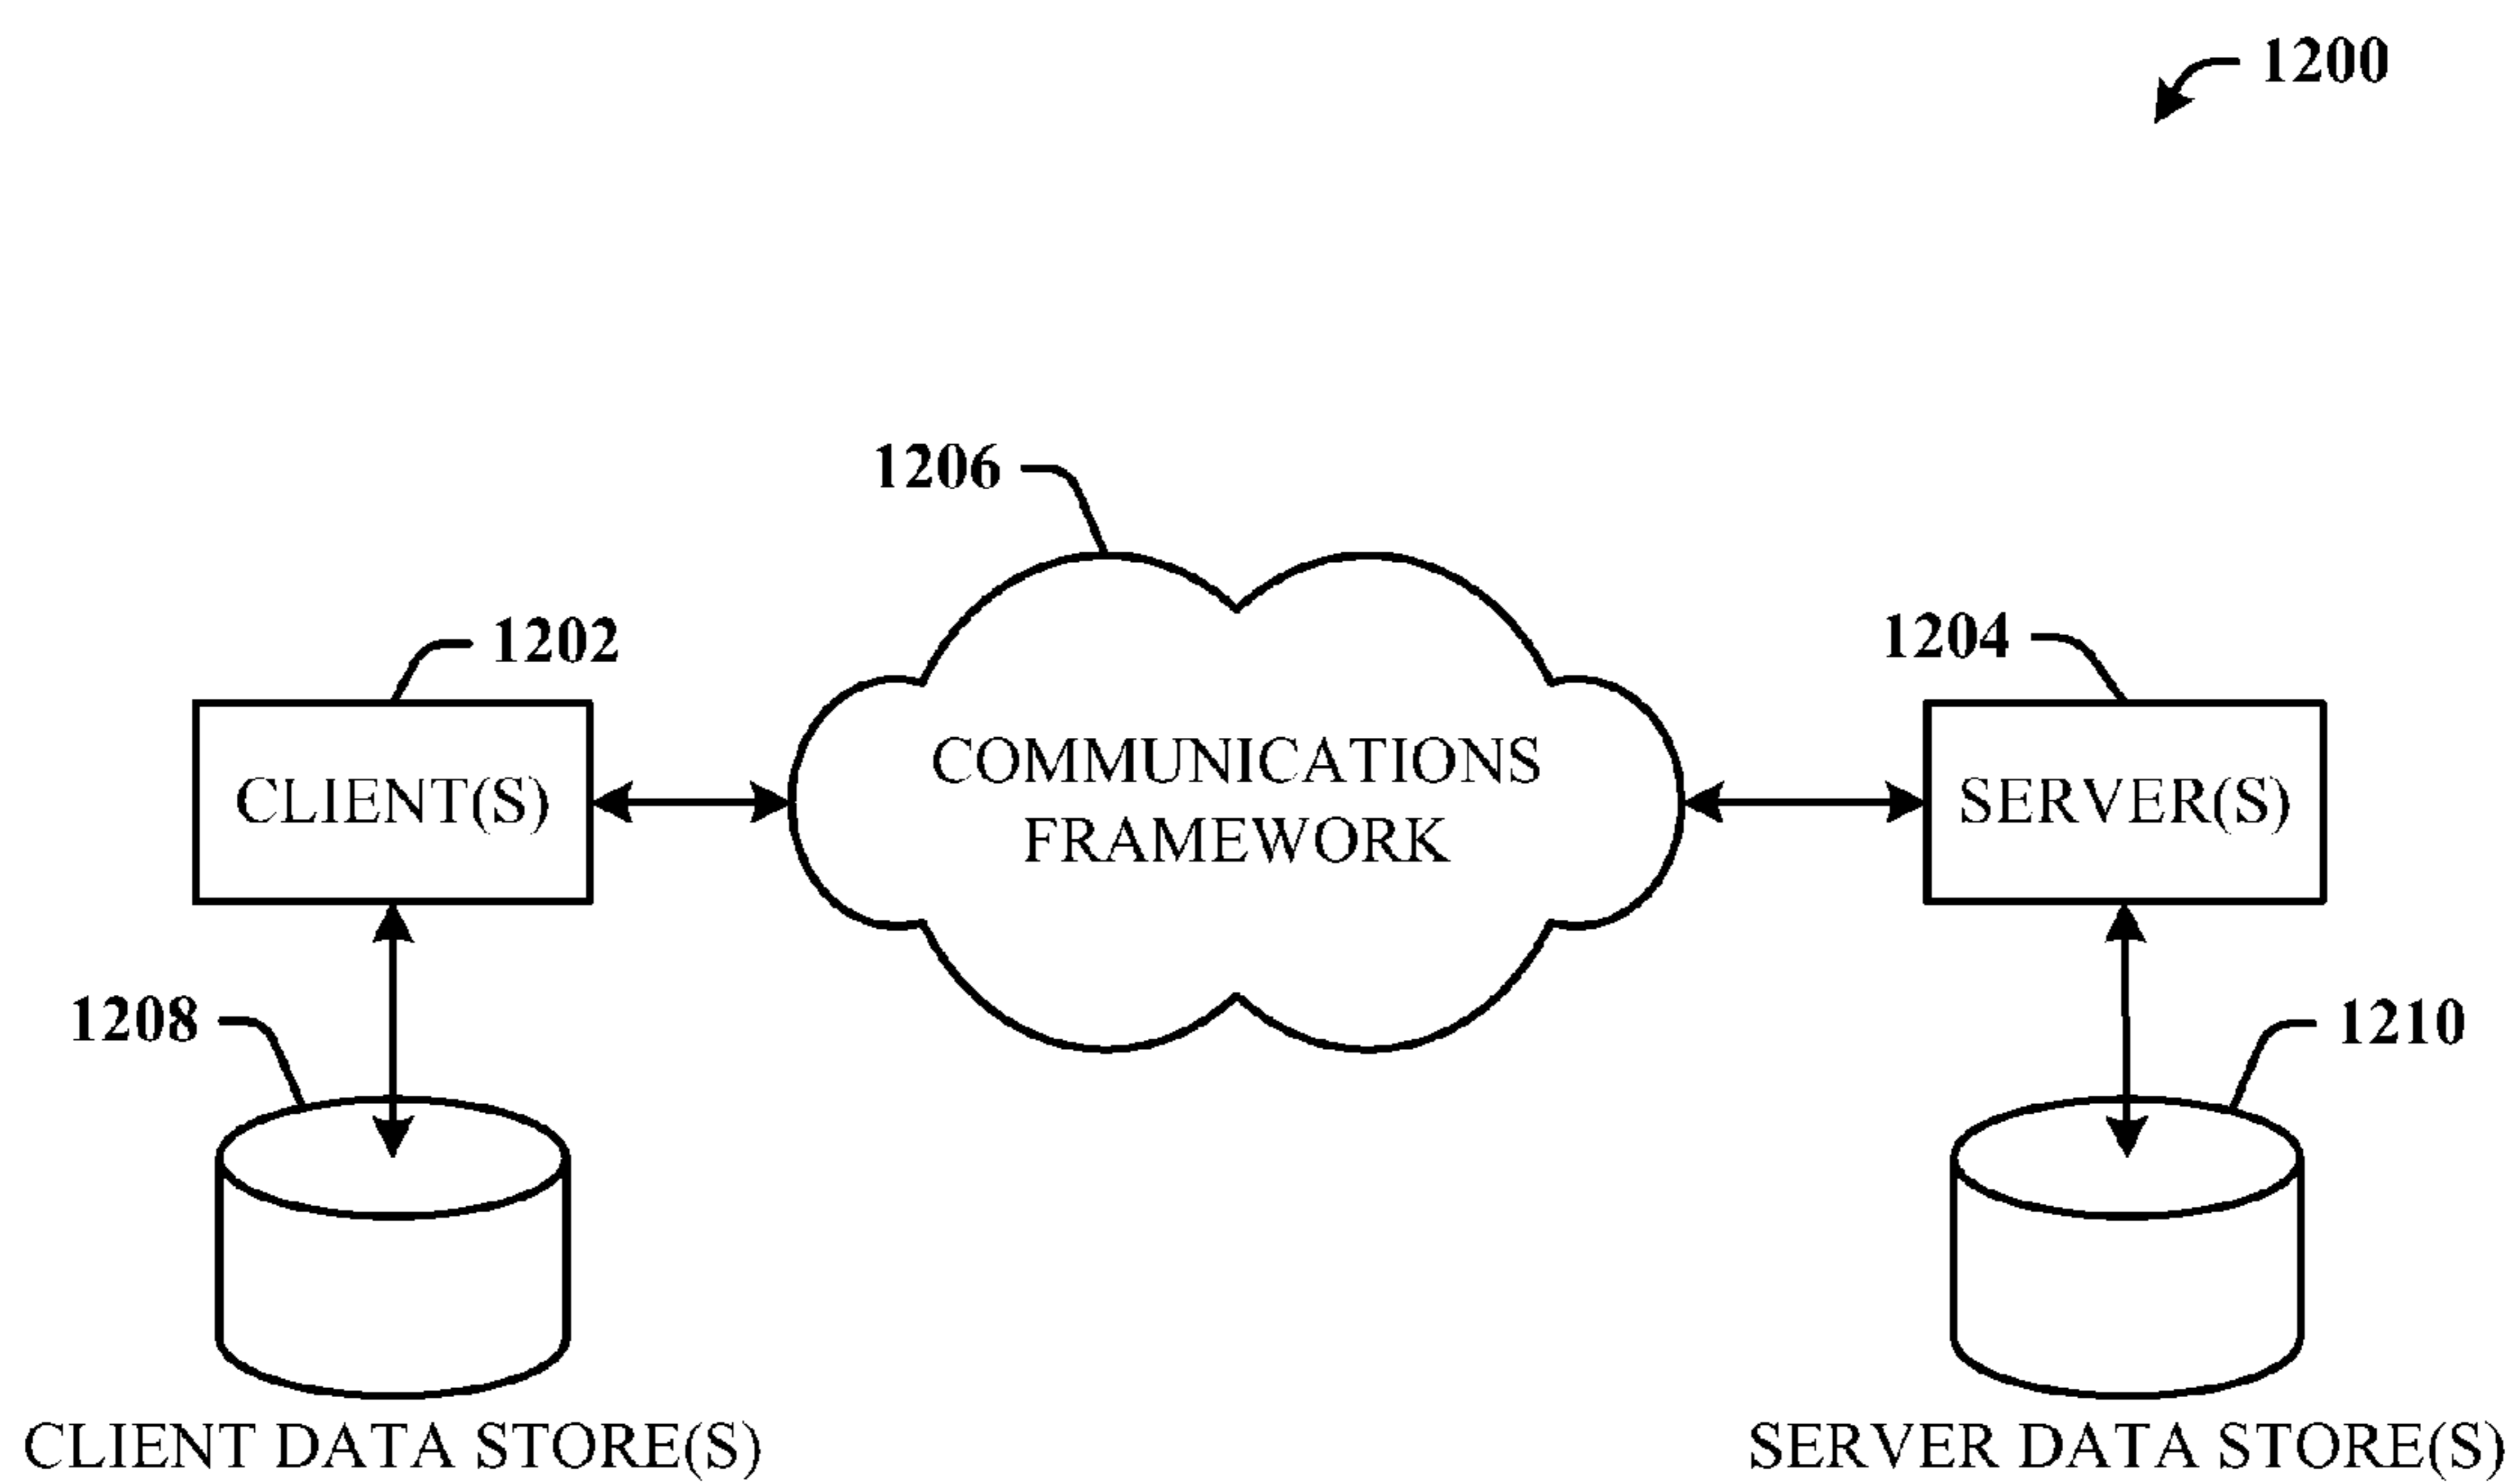 1200
1206
1202
1204
COMMUNICATIONS
FRAMEWORK
CLIENT(S)
SERVER(S)
1208
1210
CLIENT DATA STORE(S)
SERVER DATA STORE(S)